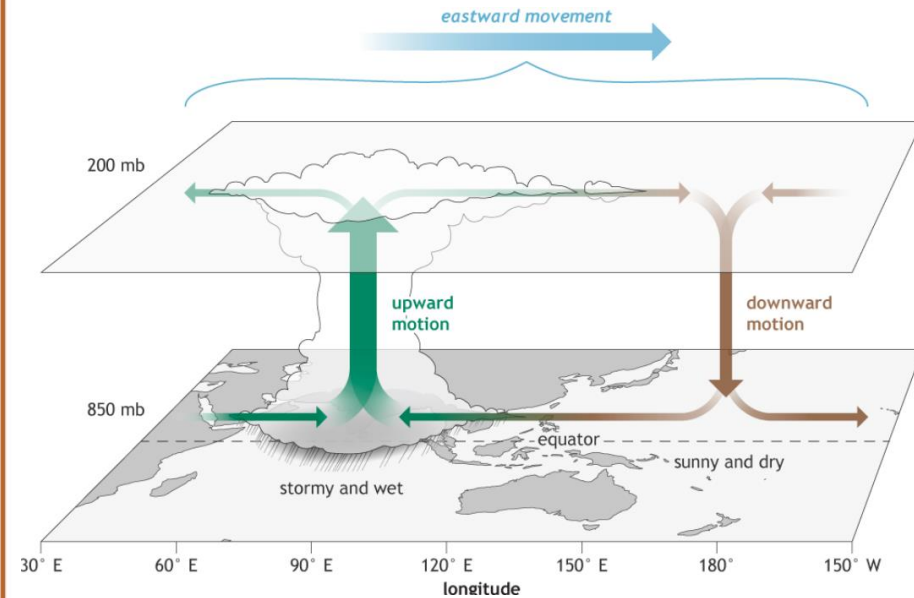 eastward movement
200 mb
upward
motion
downward
motion
850 mb
equator
sunny and dry
stormy and wet
30° E
60° E
90° E
120° E
150° E
180°
150° W
longitude